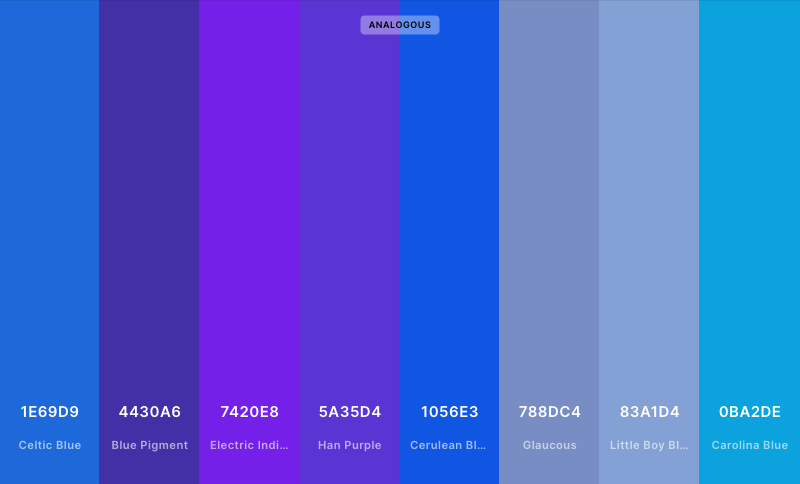 ANALOGOUS
1E69D9 4430A6 7420E8 5A35D4 1056E3 788DC4 83A1D4 0BA2DE
Celtic Blue Blue Pigment Electric Indi... Han Purple Cerulean Bl... Glaucous Little Boy Bl... Carolina Blue